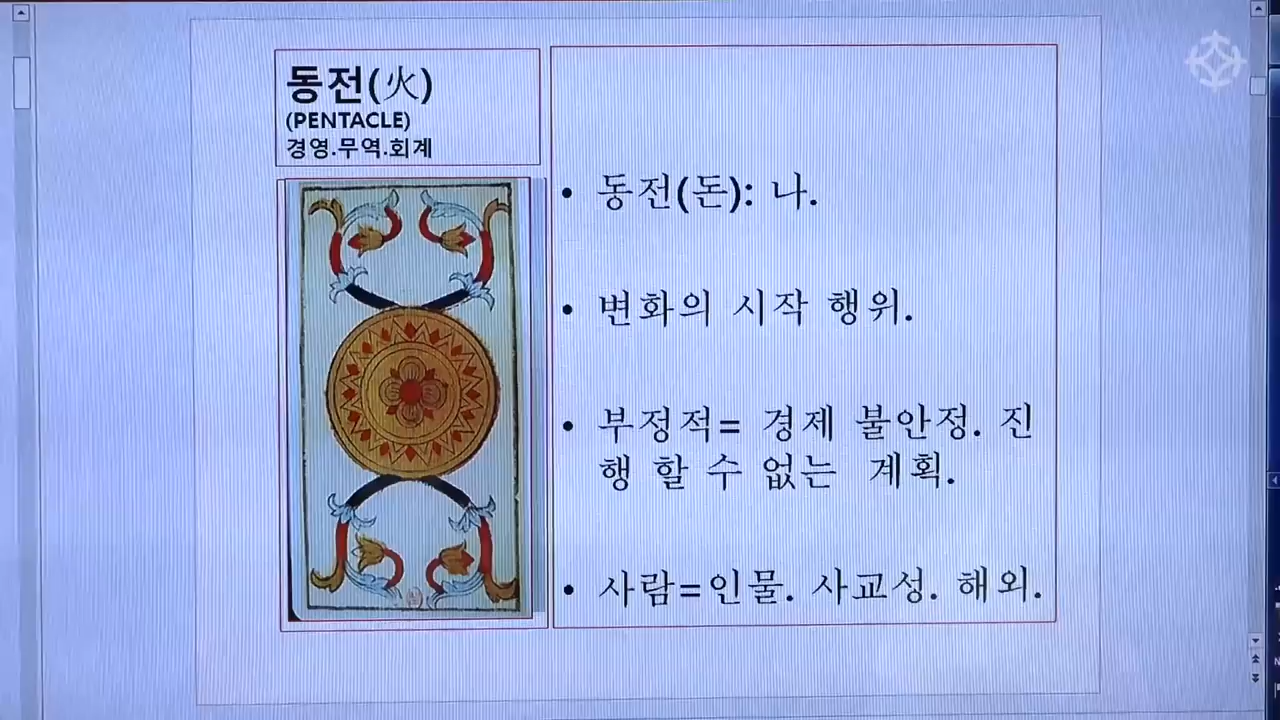 동전(火)
(PENTACLE)
경영.무역.회계
• 동전(돈): 나.
• 변화의 시작 행위.
• 부정적= 경제 불안정. 진
행 할 수 없는 계획.
• 사람=인물. 사교성. 해외.